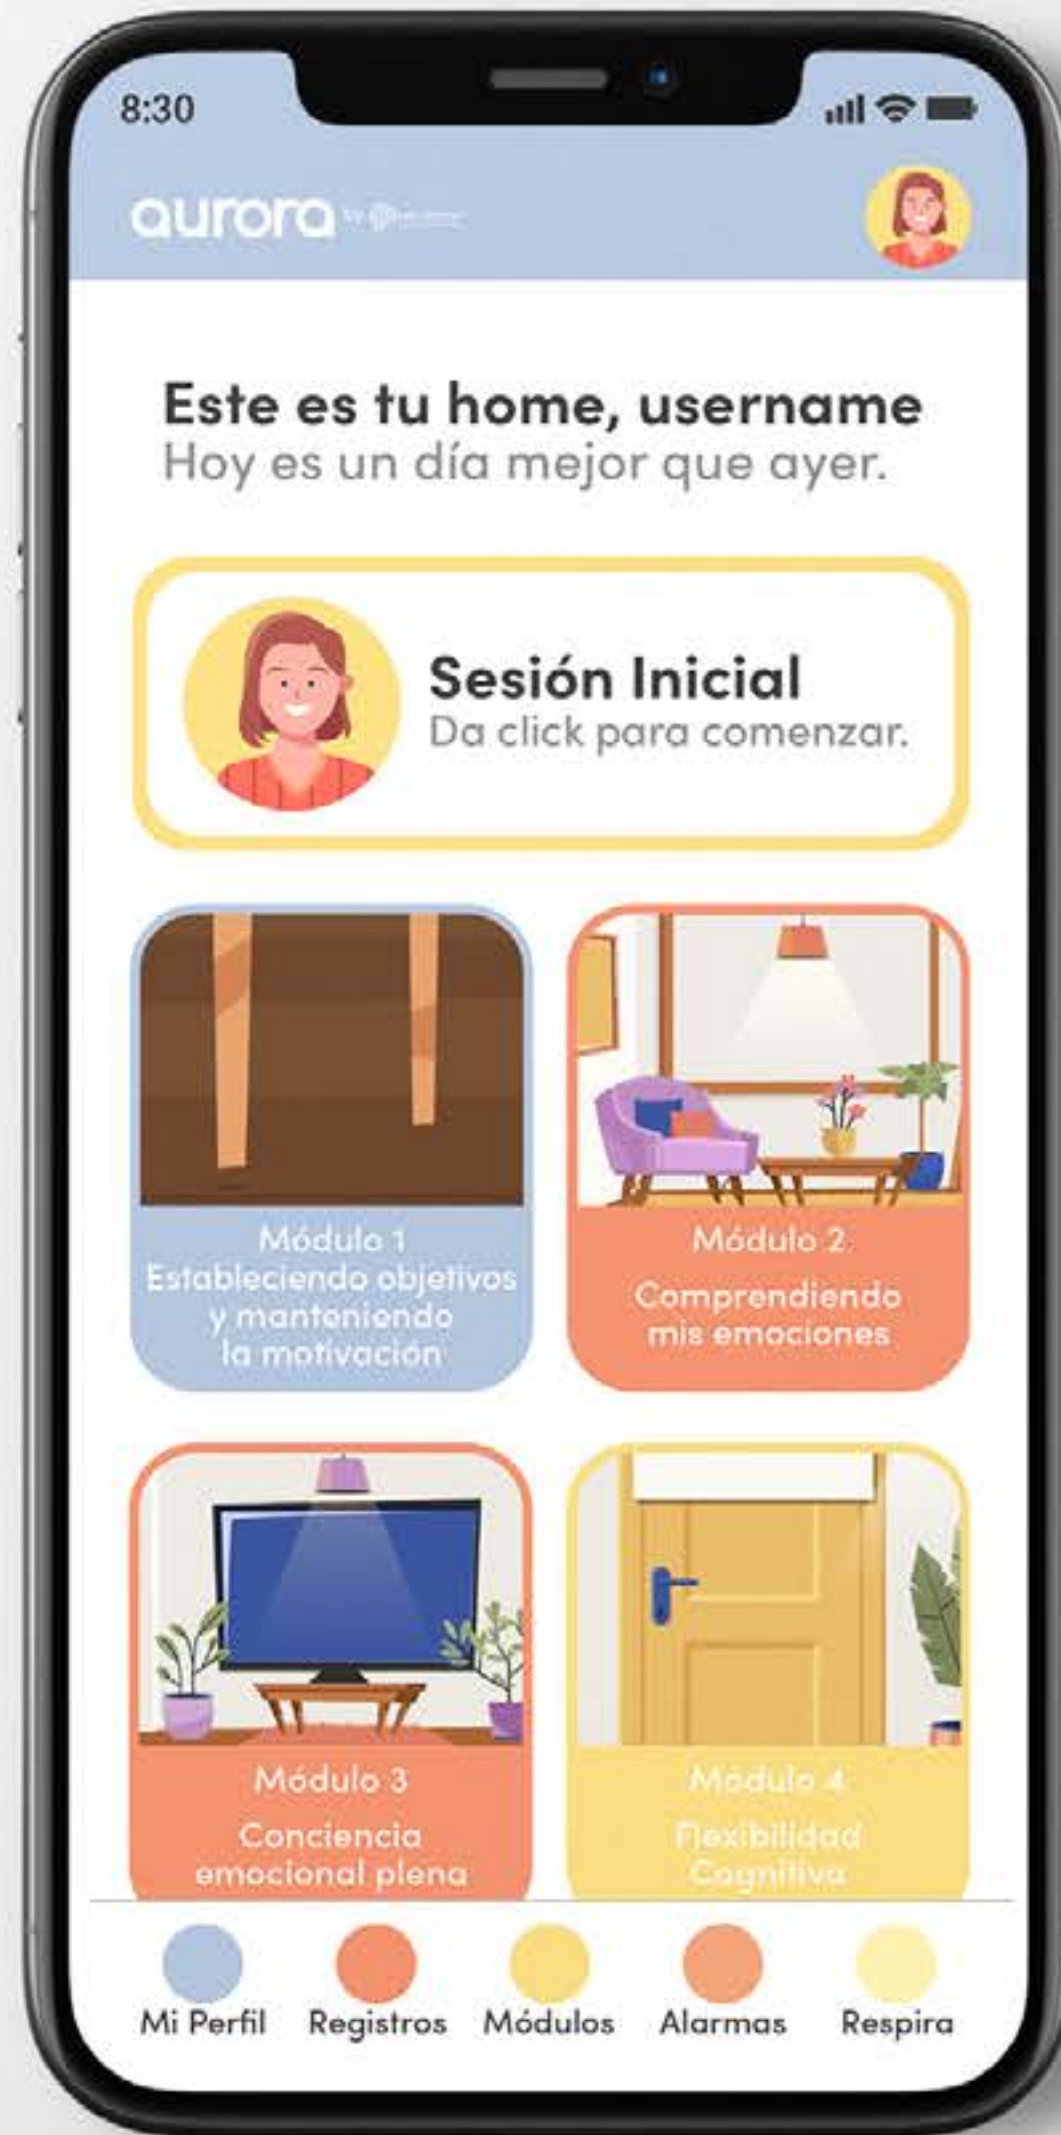 8:30
aurora
Este es tu home, username
Hoy es un día mejor que ayer.
Sesión Inicial
Da click para comenzar.
Módulo 1
Estableciendo objetivos
y manteniendo
la motivación
Módulo 2
Comprendiendo
mis emociones
Módulo 3
Conciencia
emocional plena
Módulo 4
Flexibilidad
Cognitiva
Mi Perfil
Registros
Módulos
Alarmas
Respira